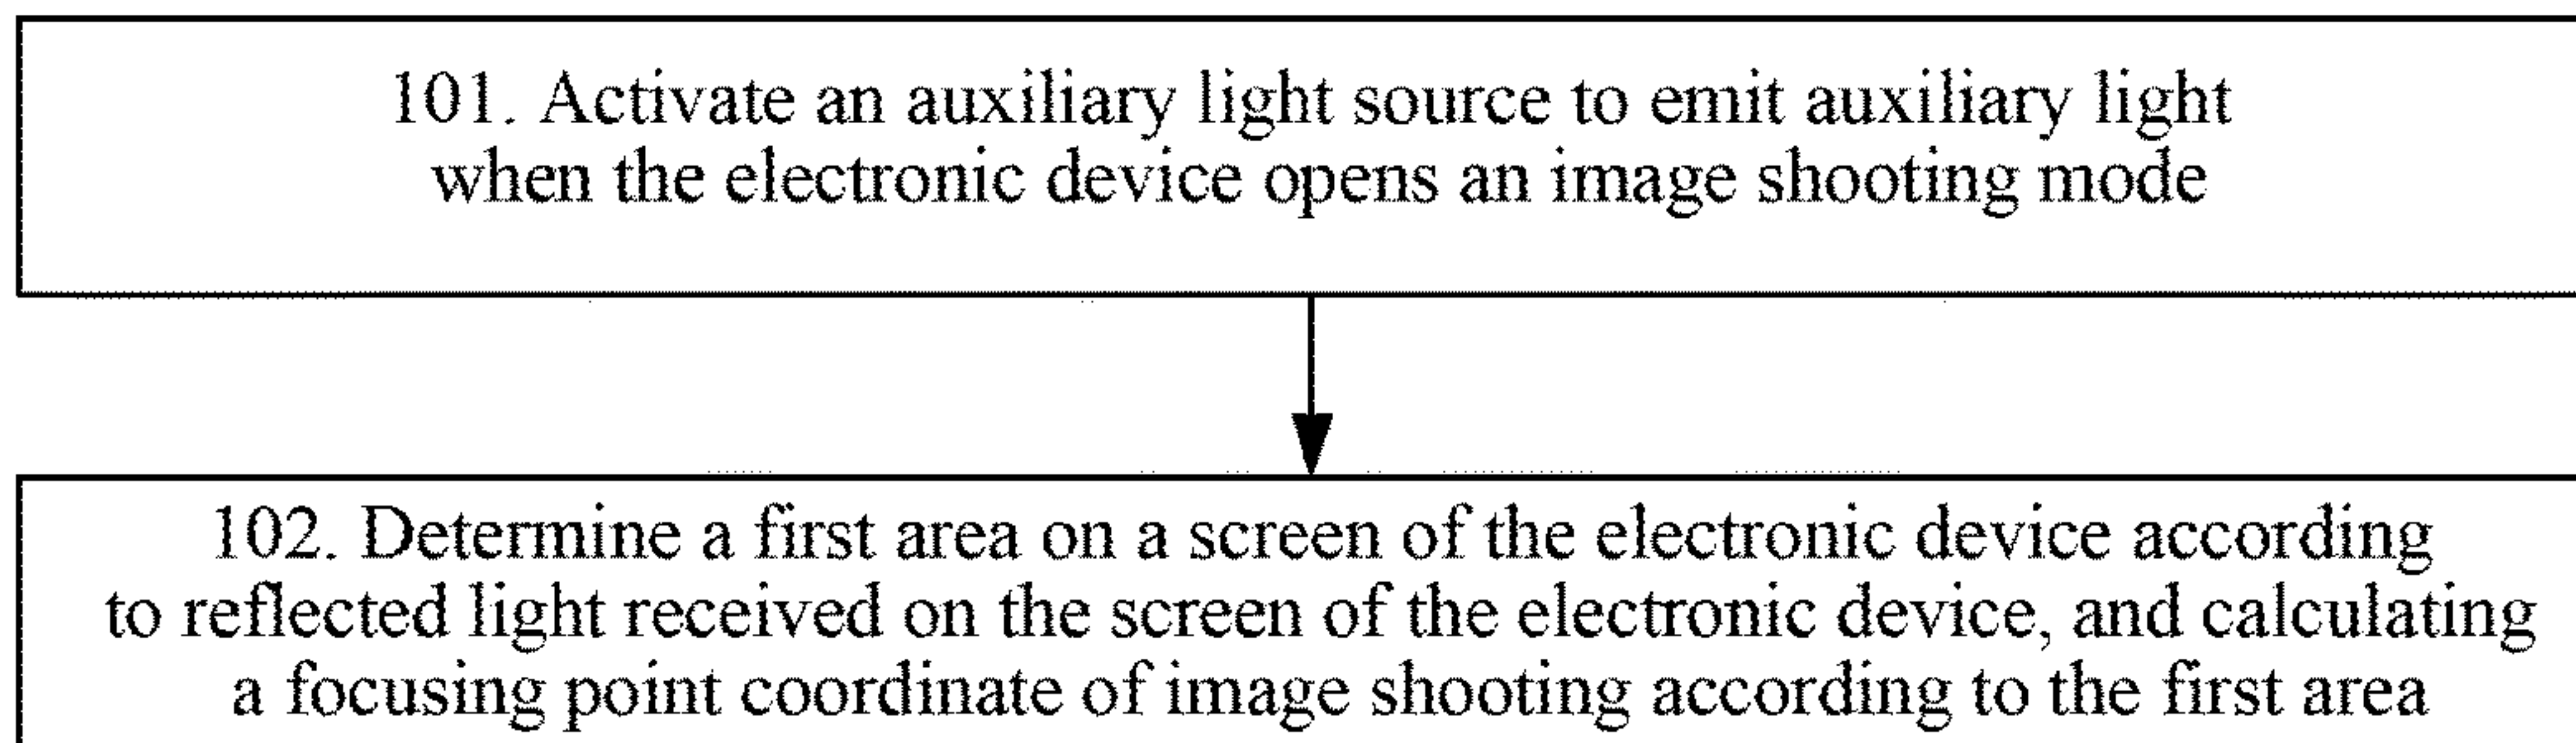 101. Activate an auxiliary light source to emit auxiliary light
when the electronic device opens an image shooting mode
102. Determine a first area on a screen of the electronic device according
to reflected light received on the screen of the electronic device, and calculating
a focusing point coordinate of image shooting according to the first area